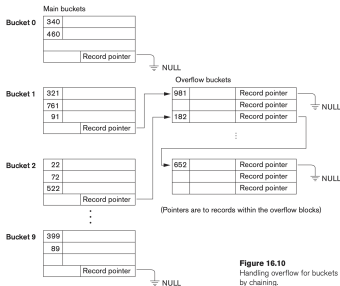 Main buckets
Bucket 0
340
460
Record pointer
NULL
Bucket 1
321
761
91
Record pointer
Overflow buckets
981
Record pointer
NULL
182
Record pointer
Record pointer
652
Record pointer
NULL
Record pointer
Record pointer
(Pointers are to records within the overflow blocks)
Bucket 2
22
72
522
Record pointer
Bucket 9
399
89
Record pointer
NULL
Figure 16.10
Handling overflow for buckets
by chaining.